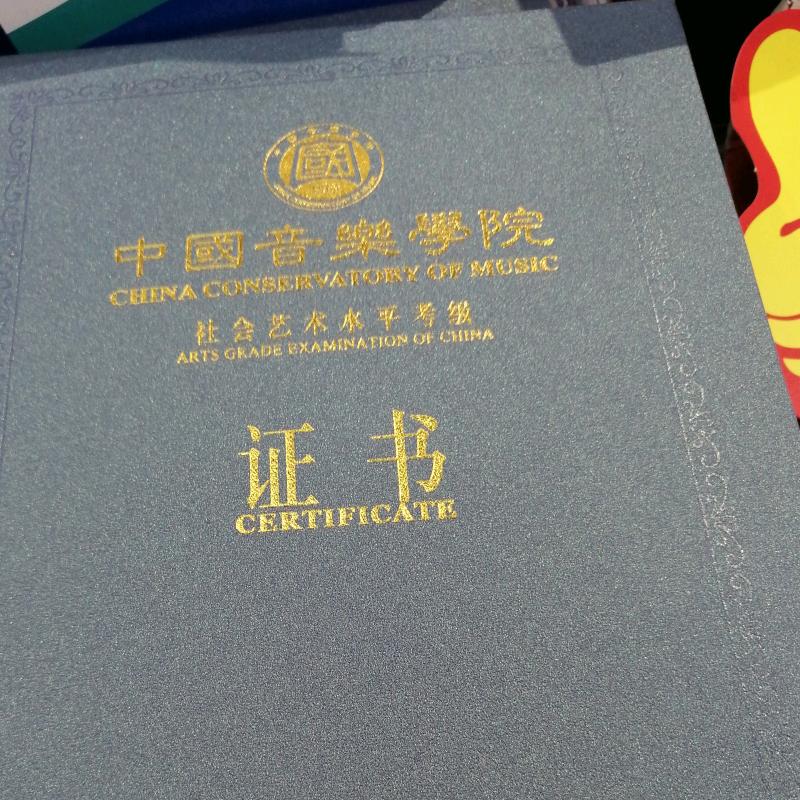 中國音樂學院
CHINA CONSERVATORY OF MUSIC
社会艺术水平考级
ARTS GRADE EXAMINATION OF CHINA
证书
CERTIFICATE